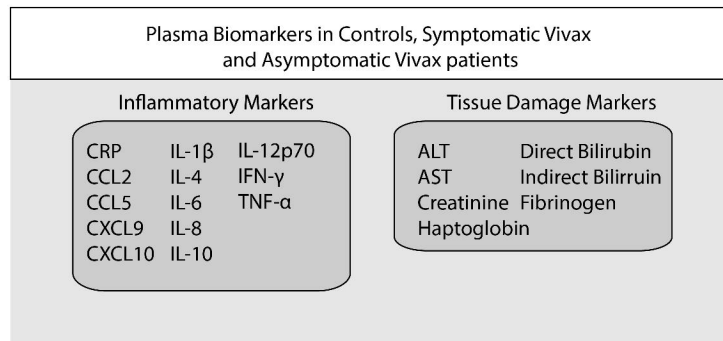 Plasma Biomarkers in Controls, Symptomatic Vivax
and Asymptomatic Vivax patients
Inflammatory Markers
CRP IL-1β IL-12p70
CCL2 IL-4 IFN-γ
CCL5 IL-6 TNF-α
CXCL9 IL-8
CXCL10 IL-10
Tissue Damage Markers
ALT Direct Bilirubin
AST Indirect Bilirruin
Creatinine Fibrinogen
Haptoglobin